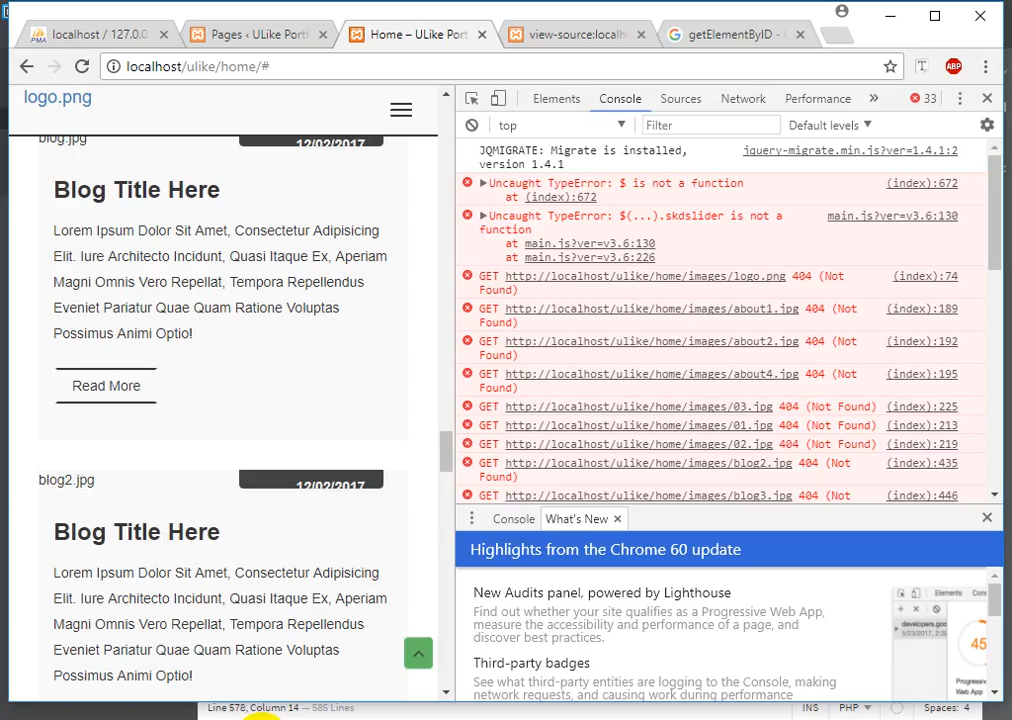 localhost / 127.0.
Pages ‹ ULike Port
Home – ULike Port
view-source:localh
getElementByID -
localhost/ulike/home/#
logo.png
blog.jpg
12/02/2017
Blog Title Here
Lorem Ipsum Dolor Sit Amet, Consectetur Adipisicing
Elit. Iure Architecto Incidunt, Quasi Itaque Ex, Aperiam
Magni Omnis Vero Repellat, Tempora Repellendus
Eveniet Pariatur Quae Quam Ratione Voluptas
Possimus Animi Optio!
Read More
blog2.jpg
12/02/2017
Blog Title Here
Lorem Ipsum Dolor Sit Amet, Consectetur Adipisicing
Elit. Iure Architecto Incidunt, Quasi Itaque Ex, Aperiam
Magni Omnis Vero Repellat, Tempora Repellendus
Eveniet Pariatur Quae Quam Ratione Voluptas
Possimus Animi Optio!
Elements Console Sources Network Performance » 33
top Filter Default levels
JQMIGRATE: Migrate is installed, jquery-migrate.min.js?ver=1.4.1:2
version 1.4.1
Uncaught TypeError: $ is not a function (index):672
at (index):672
Uncaught TypeError: $(...).skdslider is not a main.js?ver=v3.6:130
function
at main.js?ver=v3.6:130
at main.js?ver=v3.6:226
GET http://localhost/ulike/home/images/logo.png 404 (Not (index):74
Found)
GET http://localhost/ulike/home/images/about1.jpg 404 (Not (index):189
Found)
GET http://localhost/ulike/home/images/about2.jpg 404 (Not (index):192
Found)
GET http://localhost/ulike/home/images/about4.jpg 404 (Not (index):195
Found)
GET http://localhost/ulike/home/images/03.jpg 404 (Not Found) (index):225
GET http://localhost/ulike/home/images/01.jpg 404 (Not Found) (index):213
GET http://localhost/ulike/home/images/02.jpg 404 (Not Found) (index):219
GET http://localhost/ulike/home/images/blog2.jpg 404 (Not (index):435
Found)
GET http://localhost/ulike/home/images/blog3.jpg 404 (Not (index):446
Console What's New
Highlights from the Chrome 60 update
New Audits panel, powered by Lighthouse
Find out whether your site qualifies as a Progressive Web App,
measure the accessibility and performance of a page, and
discover best practices.
Third-party badges
See what third-party entities are logging to the Console, making
network requests, and causing work during performance
Elements
developers.goo
45
Progressive
Web App
Line 578, Column 14 — 585 Lines INS PHP Spaces: 4